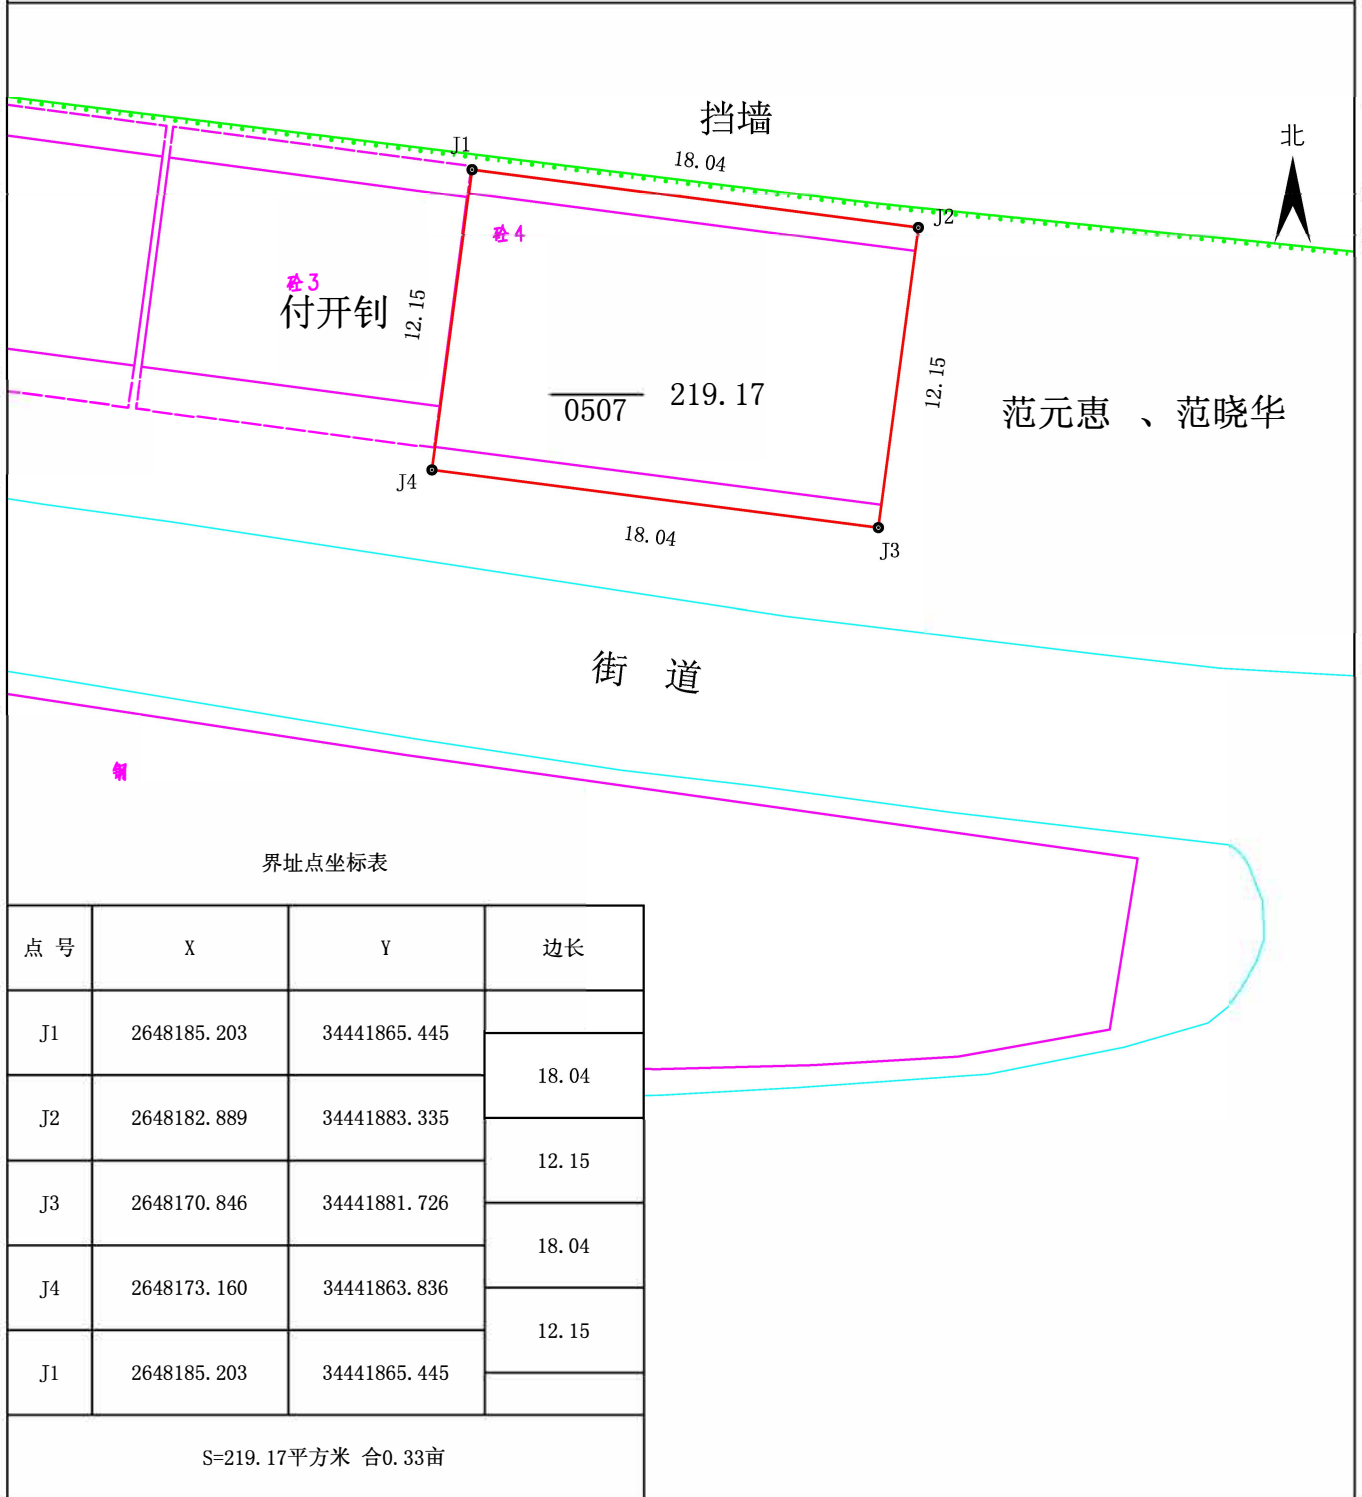 挡墙
北
J1
18.04
J2
砼4
砼3
付开钊
12.15
12.15
0507
219.17
范元惠 、范晓华
J4
18.04
J3
街 道
界址点坐标表
点 号 X Y 边长
J1 2648185.203 34441865.445
18.04
J2 2648182.889 34441883.335
12.15
J3 2648170.846 34441881.726
18.04
J4 2648173.160 34441863.836
12.15
J1 2648185.203 34441865.445
S=219.17平方米 合0.33亩